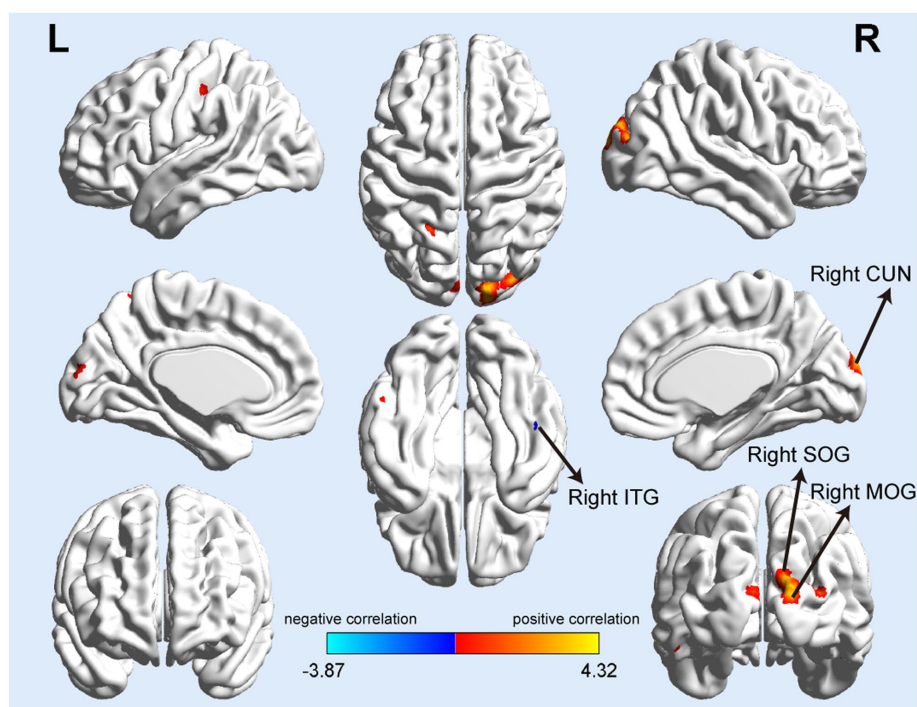 L
R
Right CUN
Right SOG
Right ITG
Right MOG
negative correlation
positive correlation
-3.87
4.32